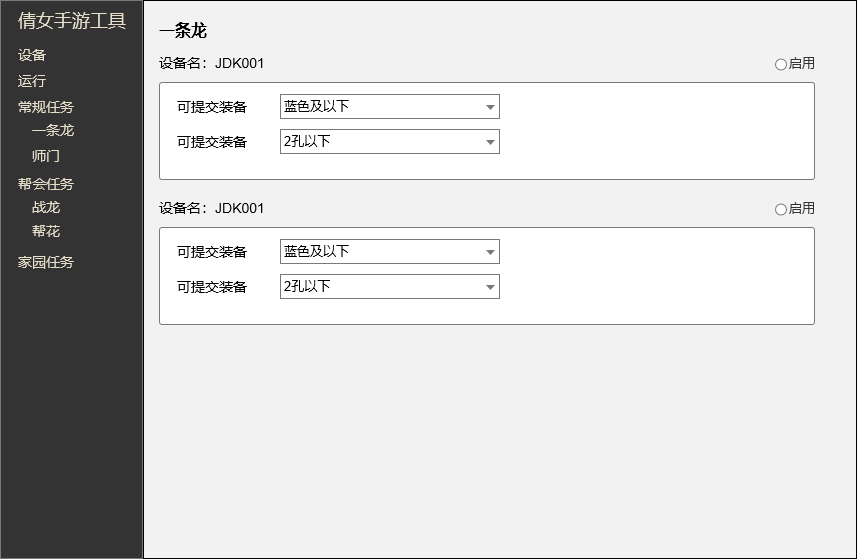 倩女手游工具
设备
运行
常规任务
一条龙
师门
帮会任务
战龙
帮花
家园任务
一条龙
设备名：JDK001 启用
可提交装备 蓝色及以下
可提交装备 2孔以下
设备名：JDK001 启用
可提交装备 蓝色及以下
可提交装备 2孔以下